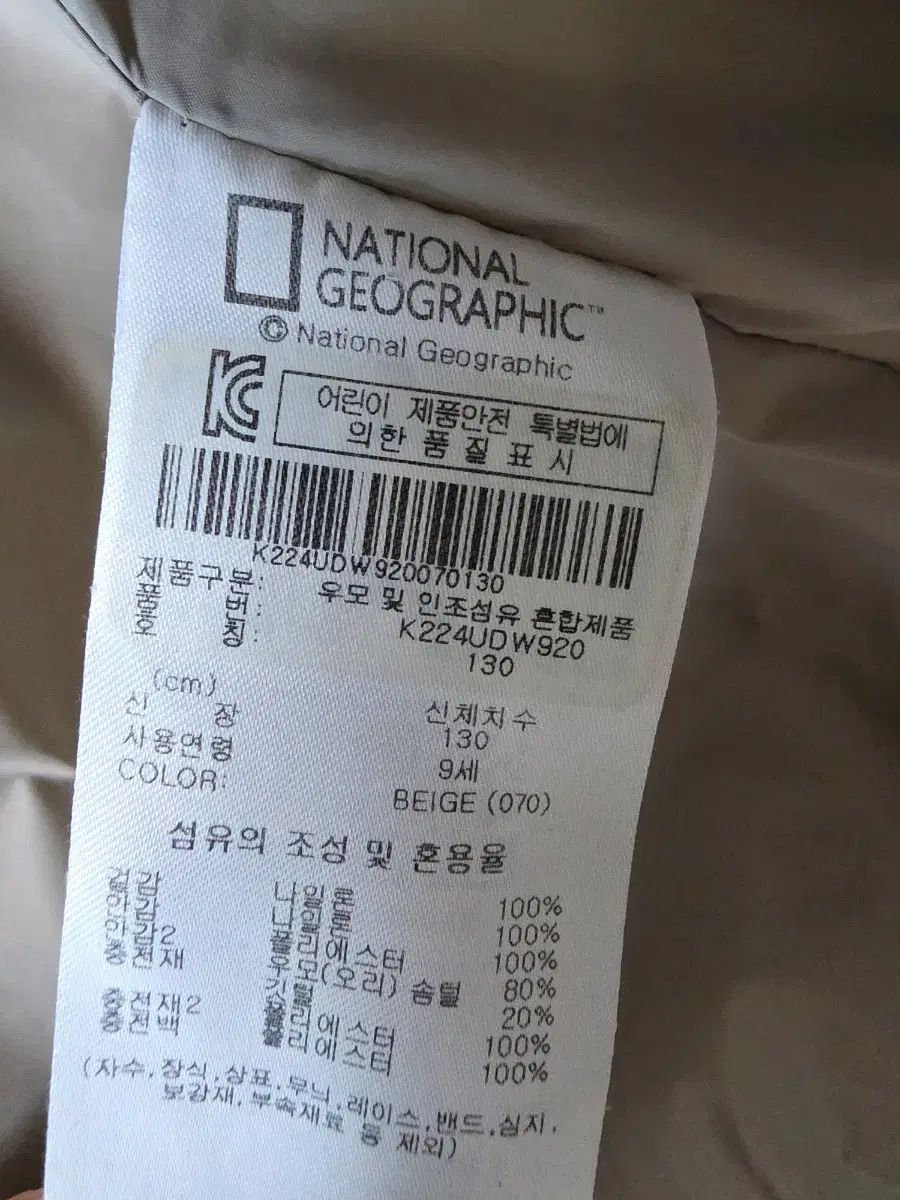 NATIONAL
GEOGRAPHIC™
© National Geographic
KC
어린이 제품안전 특별법에
의한 품질표시
K224UDW920070130
제품구분: 우모 및 인조섬유 혼합제품
품 번: K224UDW920
호 칭: 130
(cm) 신체치수
신 장 130
사용연령 9세
COLOR: BEIGE (070)
섬유의 조성 및 혼용율
겉감 나일론 100%
안감 나일론 100%
안감2 폴리에스터 100%
충전재 우모(오리) 솜털 80%
깃털 20%
충전재2 폴리에스터 100%
충전백 폴리에스터 100%
(자수.장식.상표.무늬.레이스.밴드.심지.
보강재.부속재료 등 제외)